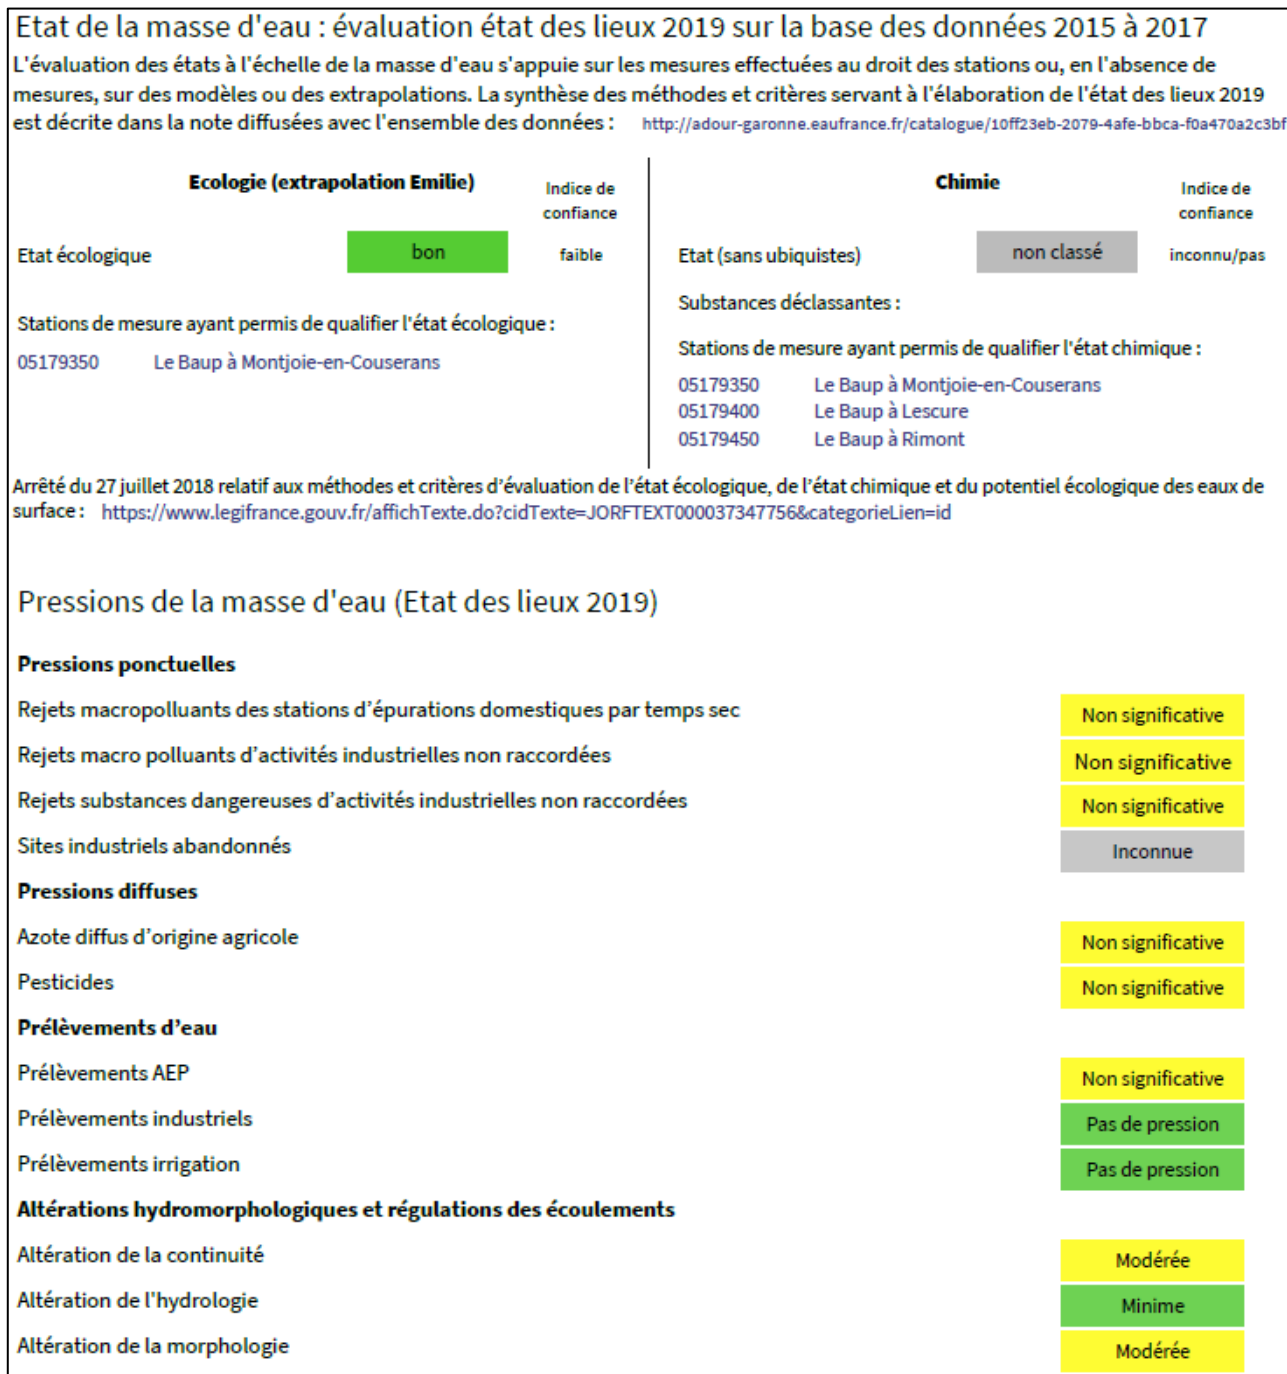 Etat de la masse d'eau : évaluation état des lieux 2019 sur la base des données 2015 à 2017
L'évaluation des états à l'échelle de la masse d'eau s'appuie sur les mesures effectuées au droit des stations ou, en l'absence de
mesures, sur des modèles ou des extrapolations. La synthèse des méthodes et critères servant à l'élaboration de l'état des lieux 2019
est décrite dans la note diffusées avec l'ensemble des données : http://adour-garonne.eaufrance.fr/catalogue/10ff23eb-2079-4afe-bbca-f0a470a2c3bf
Ecologie (extrapolation Emilie)
Indice de
confiance
Etat écologique bon faible
Stations de mesure ayant permis de qualifier l'état écologique :
05179350 Le Baup à Montjoie-en-Couserans
Chimie
Indice de
confiance
Etat (sans ubiquistes) non classé inconnu/pas
Substances déclassantes :
Stations de mesure ayant permis de qualifier l'état chimique :
05179350 Le Baup à Montjoie-en-Couserans
05179400 Le Baup à Lescure
05179450 Le Baup à Rimont
Arrêté du 27 juillet 2018 relatif aux méthodes et critères d’évaluation de l’état écologique, de l’état chimique et du potentiel écologique des eaux de
surface : https://www.legifrance.gouv.fr/affichTexte.do?cidTexte=JORFTEXT000037347756&categorieLien=id
Pressions de la masse d'eau (Etat des lieux 2019)
Pressions ponctuelles
Rejets macropolluants des stations d’épurations domestiques par temps sec Non significative
Rejets macro polluants d’activités industrielles non raccordées Non significative
Rejets substances dangereuses d’activités industrielles non raccordées Non significative
Sites industriels abandonnés Inconnue
Pressions diffuses
Azote diffus d’origine agricole Non significative
Pesticides Non significative
Prélèvements d’eau
Prélèvements AEP Non significative
Prélèvements industriels Pas de pression
Prélèvements irrigation Pas de pression
Altérations hydromorphologiques et régulations des écoulements
Altération de la continuité Modérée
Altération de l'hydrologie Minime
Altération de la morphologie Modérée